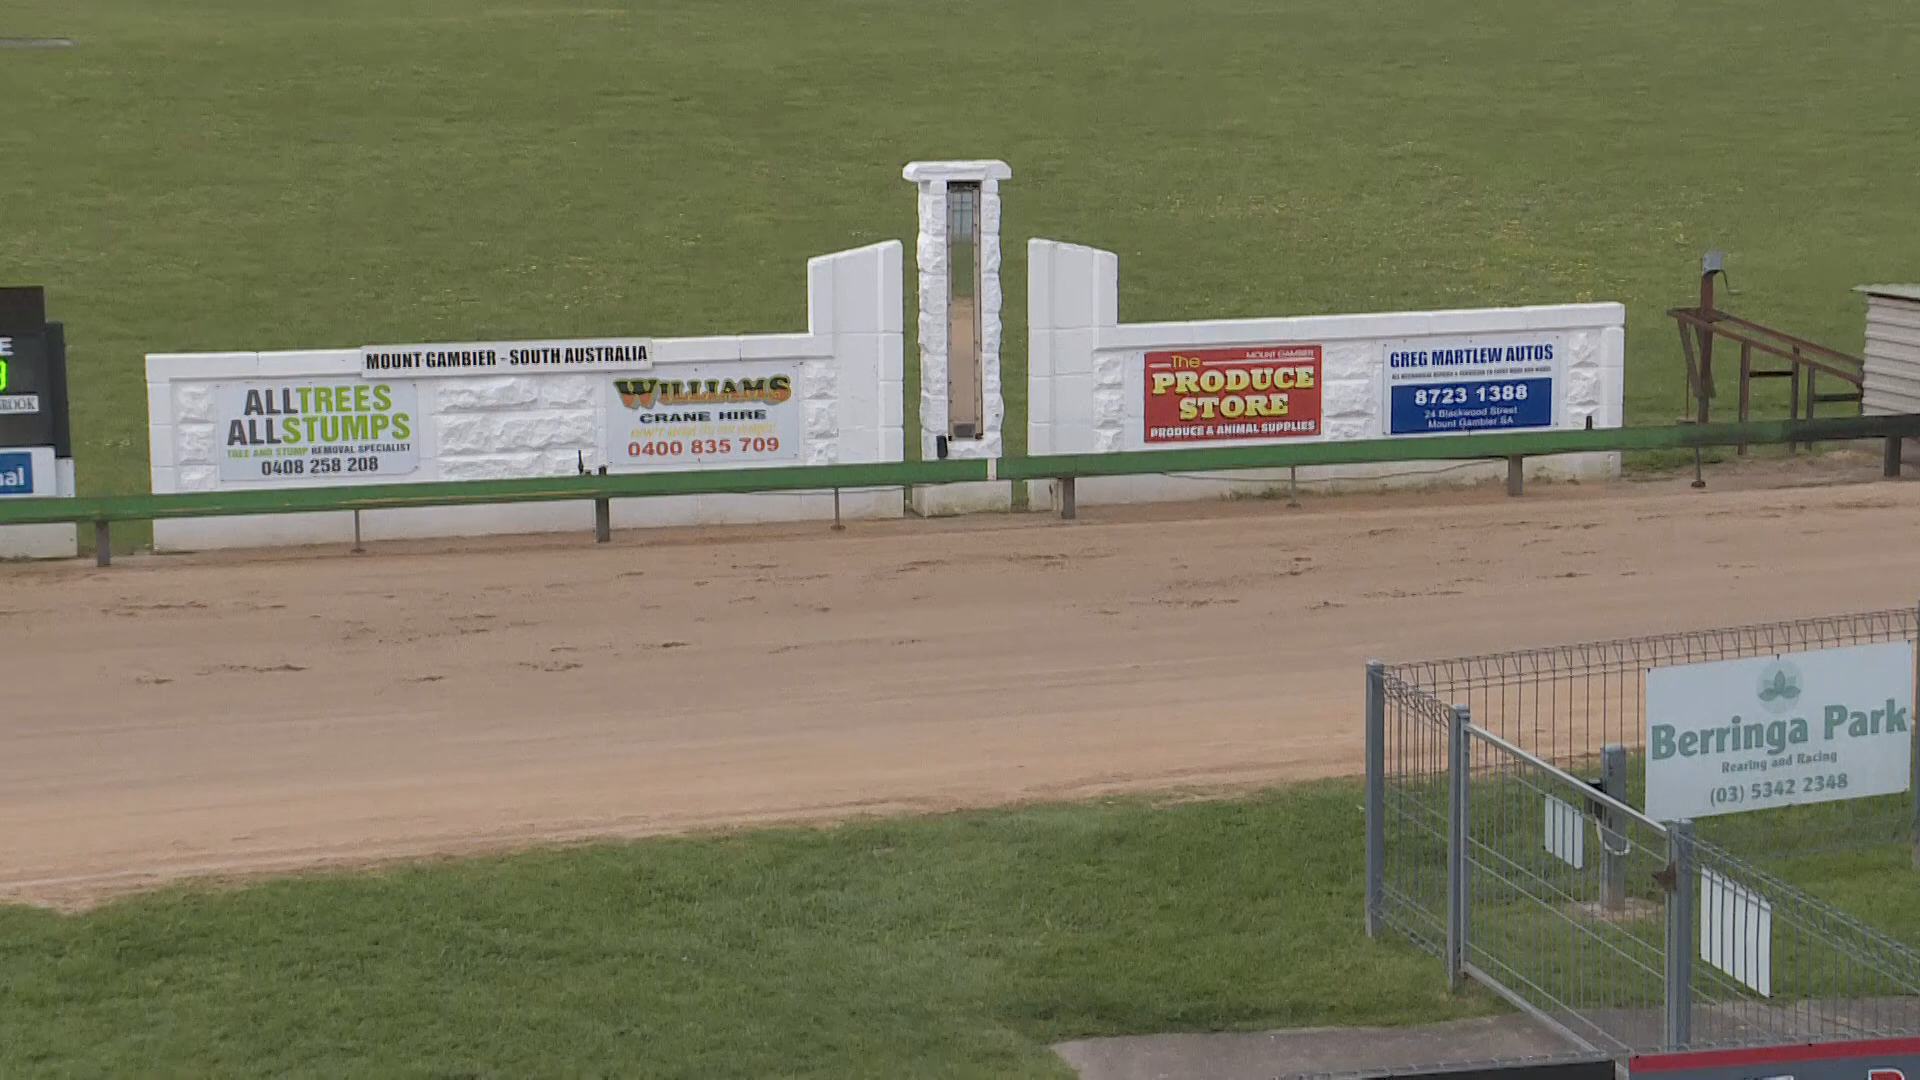 MOUNT GAMBIER - SOUTH AUSTRALIA
ALLTREES
ALLSTUMPS
TREE AND STUMP REMOVAL SPECIALIST
0408 258 208
WILLIAMS
CRANE HIRE
0400 835 709
The
MOUNT GAMBIER
PRODUCE
STORE
PRODUCE & ANIMAL SUPPLIES
GREG MARTLEW AUTOS
8723 1388
24 Blackwood Street
Mount Gambier SA
Berringa Park
Rearing and Racing
(03) 5342 2348